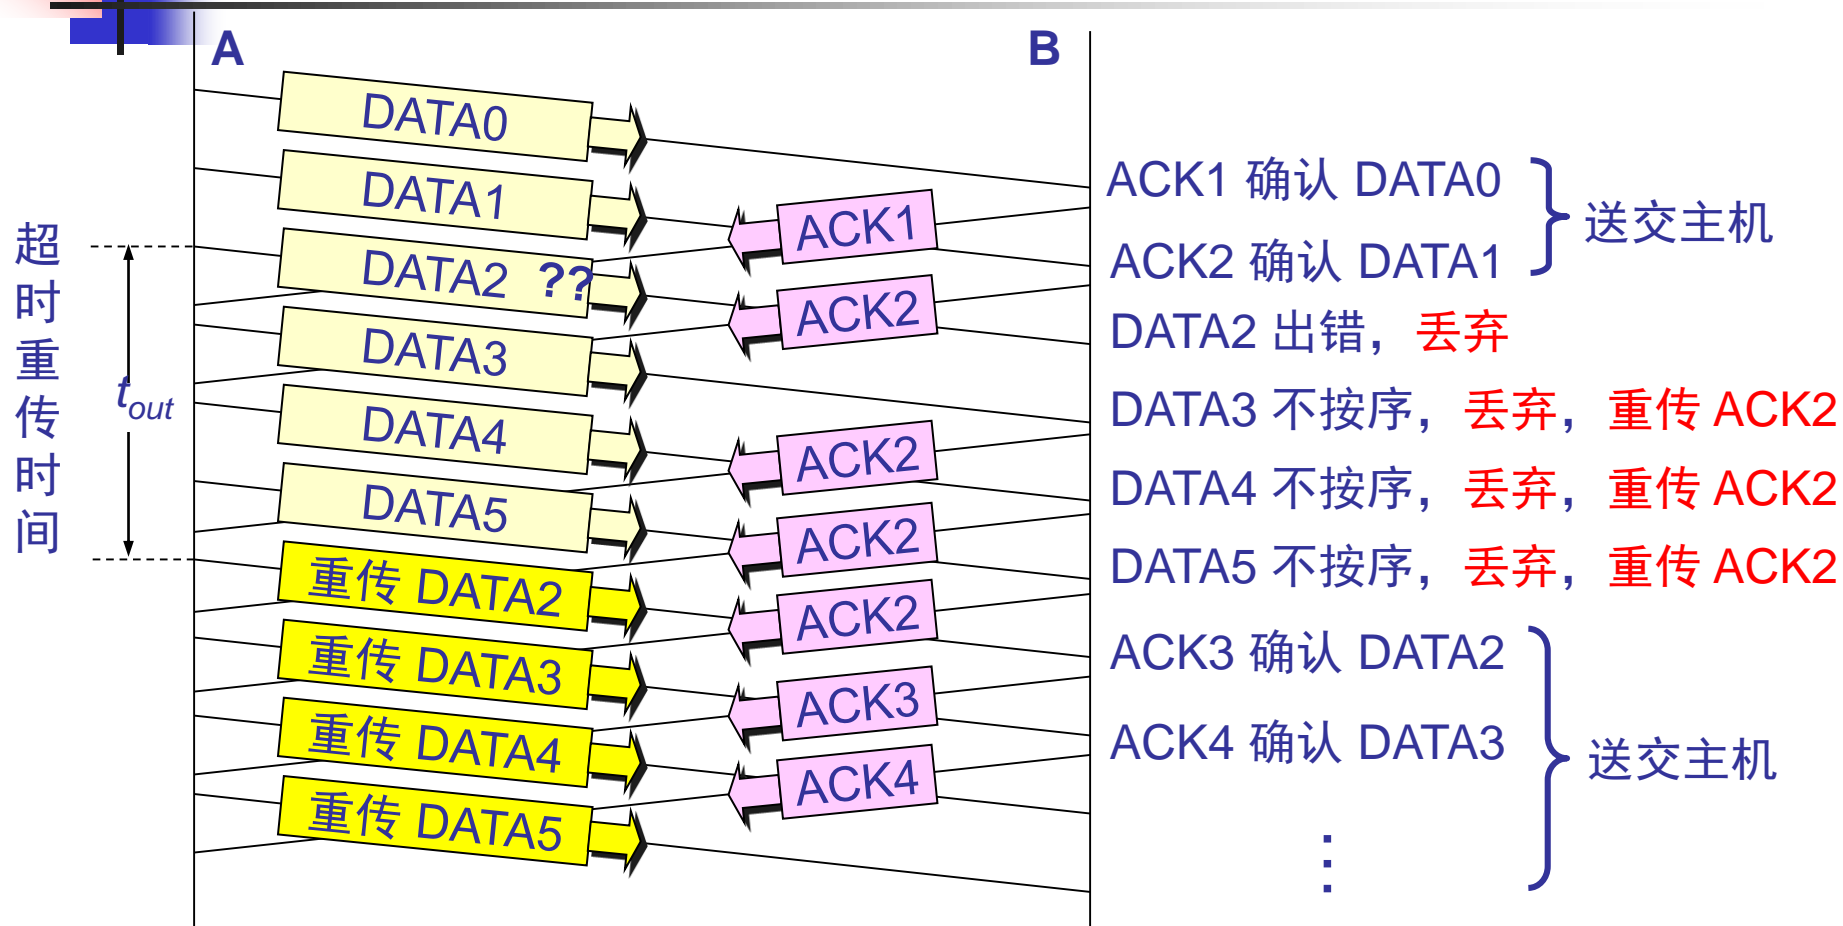 A
B
DATA0
DATA1
DATA2 ??
DATA3
DATA4
DATA5
重传 DATA2
重传 DATA3
重传 DATA4
重传 DATA5
ACK1
ACK2
ACK2
ACK2
ACK2
ACK3
ACK4
超时重传时间
tout
ACK1 确认 DATA0
ACK2 确认 DATA1
送交主机
DATA2 出错，丢弃
DATA3 不按序，丢弃，重传 ACK2
DATA4 不按序，丢弃，重传 ACK2
DATA5 不按序，丢弃，重传 ACK2
ACK3 确认 DATA2
ACK4 确认 DATA3
送交主机
⋮